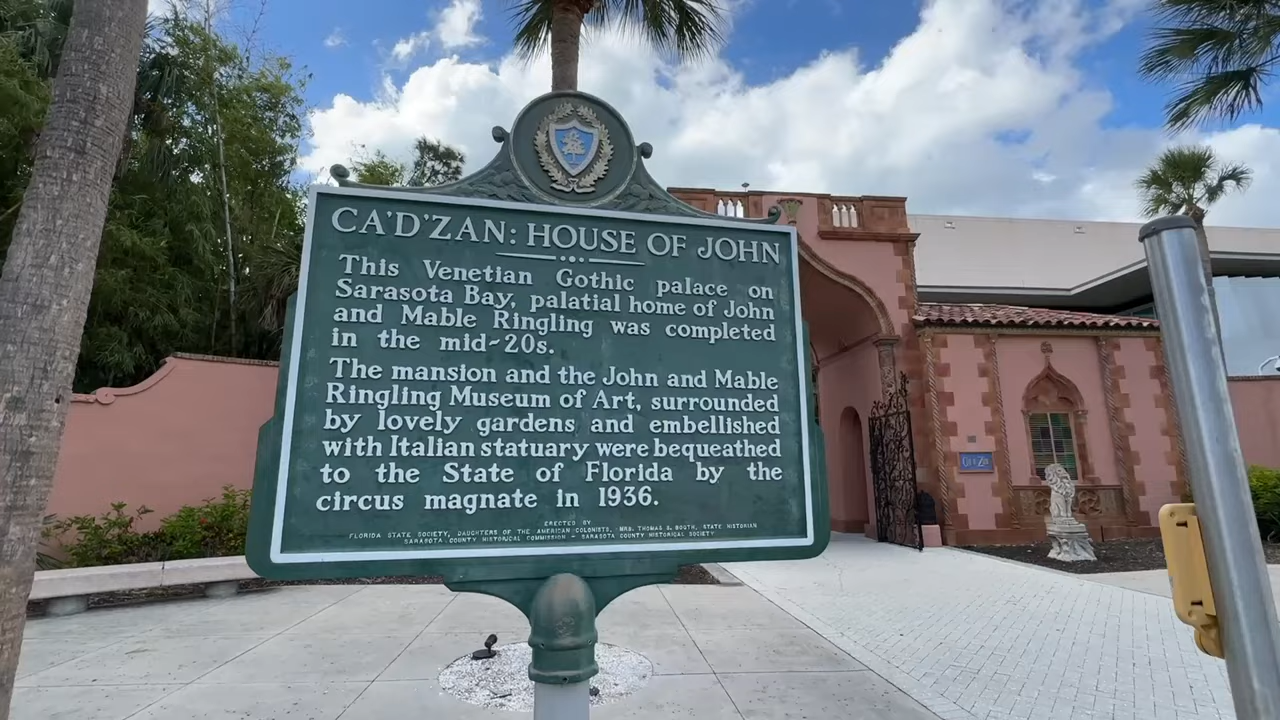 CA'D'ZAN: HOUSE OF JOHN
This Venetian Gothic palace on
Sarasota Bay, palatial home of John
and Mable Ringling was completed
in the mid-20s.
The mansion and the John and Mable
Ringling Museum of Art, surrounded
by lovely gardens and embellished
with Italian statuary were bequeathed
to the State of Florida by the
circus magnate in 1936.
ERECTED BY
FLORIDA STATE SOCIETY, DAUGHTERS OF THE AMERICAN COLONISTS, MRS. THOMAS S. BOOTH, STATE HISTORIAN
SARASOTA COUNTY HISTORICAL COMMISSION - SARASOTA COUNTY HISTORICAL SOCIETY